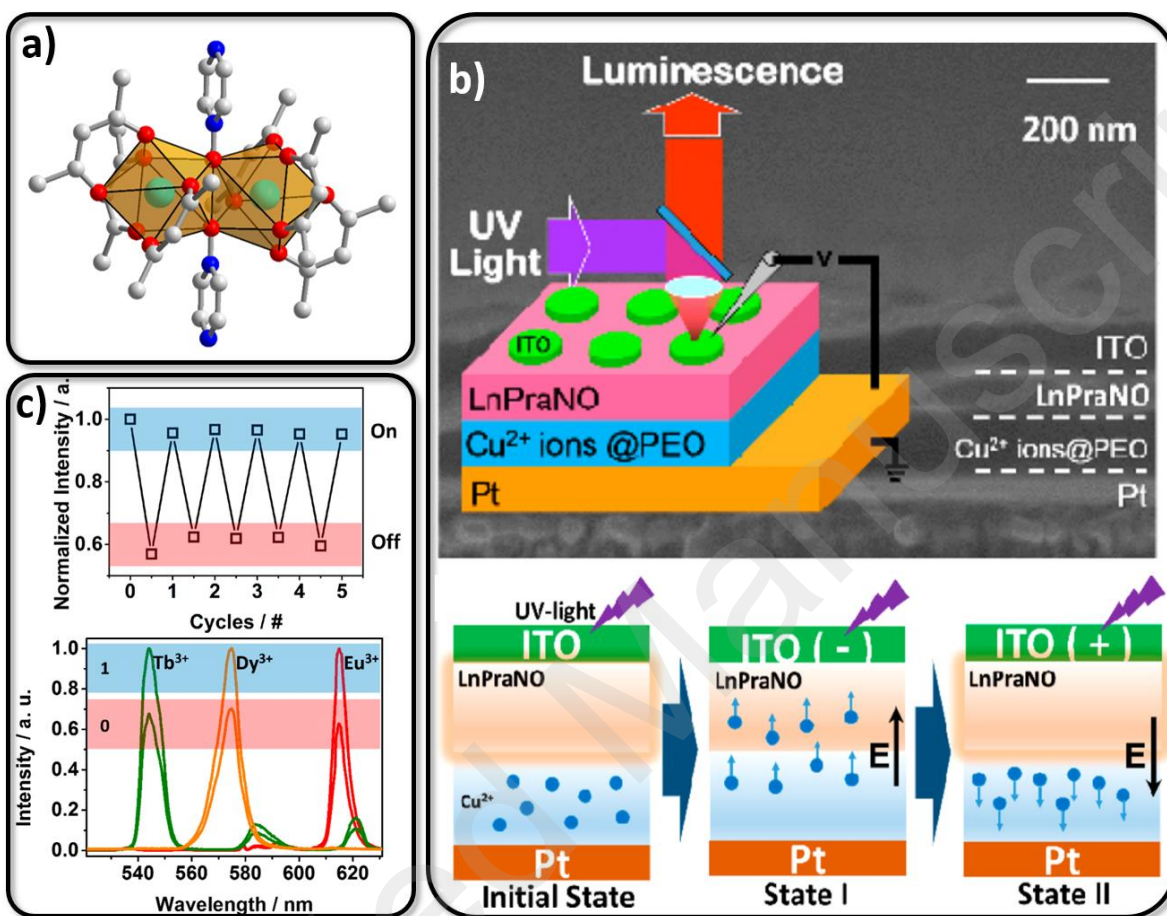 a)
b)
Luminescence
200 nm
UV
Light
V
ITO
LnPraNO
Cu²⁺ ions @PEO
Pt
ITO
LnPraNO
Cu²⁺ ions@PEO
Pt
UV-light
ITO
LnPraNO
Cu²⁺
Pt
Initial State
ITO ( - )
LnPraNO
E
Pt
State I
ITO ( + )
LnPraNO
E
Pt
State II
c)
Normalized Intensity / a.
1.0
0.8
0.6
On
Off
0 1 2 3 4 5
Cycles / #
Intensity / a. u.
1.0
0.8
0.6
0.4
0.2
0.0
1
0
Tb³⁺
Dy³⁺
Eu³⁺
540 560 580 600 620
Wavelength / nm